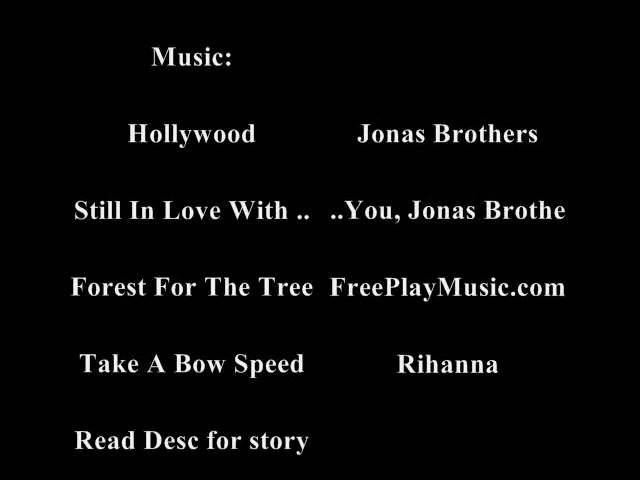 Music:
Hollywood Jonas Brothers
Still In Love With .. ..You, Jonas Brothe
Forest For The Tree FreePlayMusic.com
Take A Bow Speed Rihanna
Read Desc for story